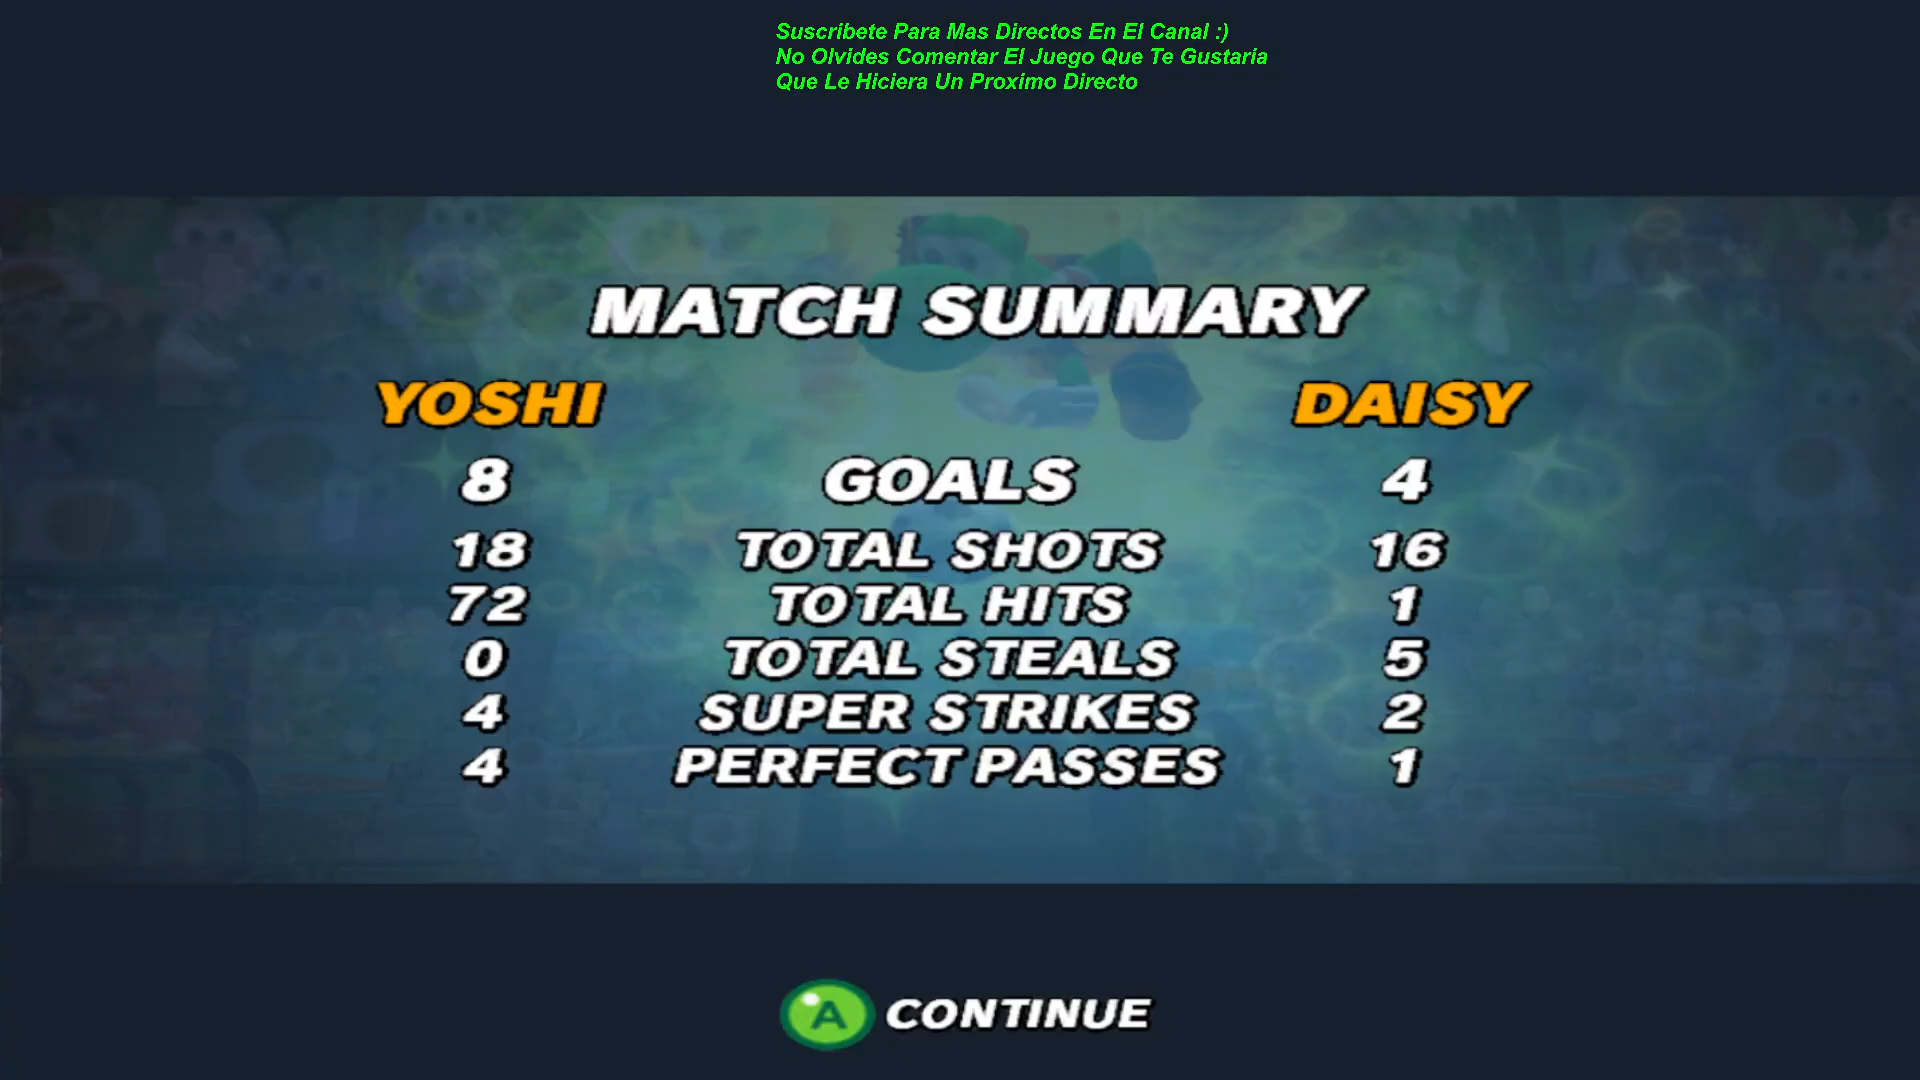 Suscribete Para Mas Directos En El Canal :)
No Olvides Comentar El Juego Que Te Gustaria
Que Le Hiciera Un Proximo Directo
MATCH SUMMARY
YOSHI DAISY
8 GOALS 4
18 TOTAL SHOTS 16
72 TOTAL HITS 1
0 TOTAL STEALS 5
4 SUPER STRIKES 2
4 PERFECT PASSES 1
A CONTINUE